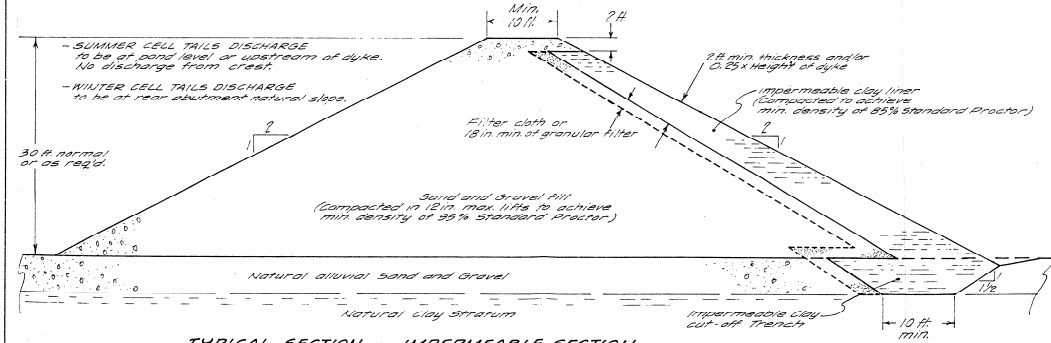 Min.
10 ft.
2 ft
- SUMMER CELL TAILS DISCHARGE
to be at pond level or upstream of dyke.
No discharge from crest.
- WINTER CELL TAILS DISCHARGE
to be at rear abutment natural slope.
2 ft min. thickness and/or
0.25 x Height of dyke
impermeable clay liner
(Compacted to achieve
min. density of 85% Standard Proctor)
Filter cloth or
18 in. min. of granular filter
2
1
2
1
30 ft. normal
or as req'd.
Sand and Gravel fill
(Compacted in 12 in. max. lifts to achieve
min. density of 95% Standard Proctor)
Natural alluvial Sand and Gravel
Natural Clay Stratum
Impermeable Clay
cut-off Trench
1
1 1/2
10 ft.
min.
TYPICAL SECTION - IMPERMEABLE SECTION